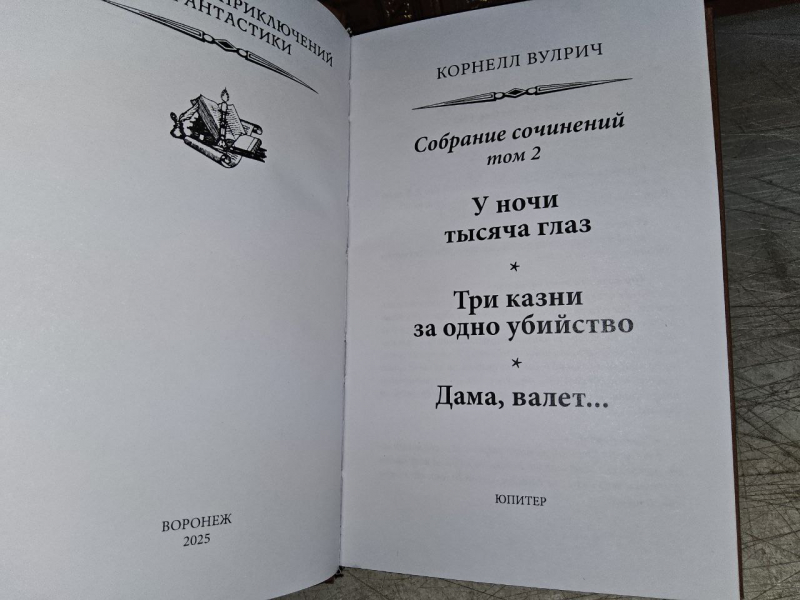 ПРИКЛЮЧЕНИЙ
ФАНТАСТИКИ
ВОРОНЕЖ
2025
КОРНЕЛЛ ВУЛРИЧ
Собрание сочинений
том 2
У ночи
тысяча глаз
*
Три казни
за одно убийство
*
Дама, валет...
ЮПИТЕР